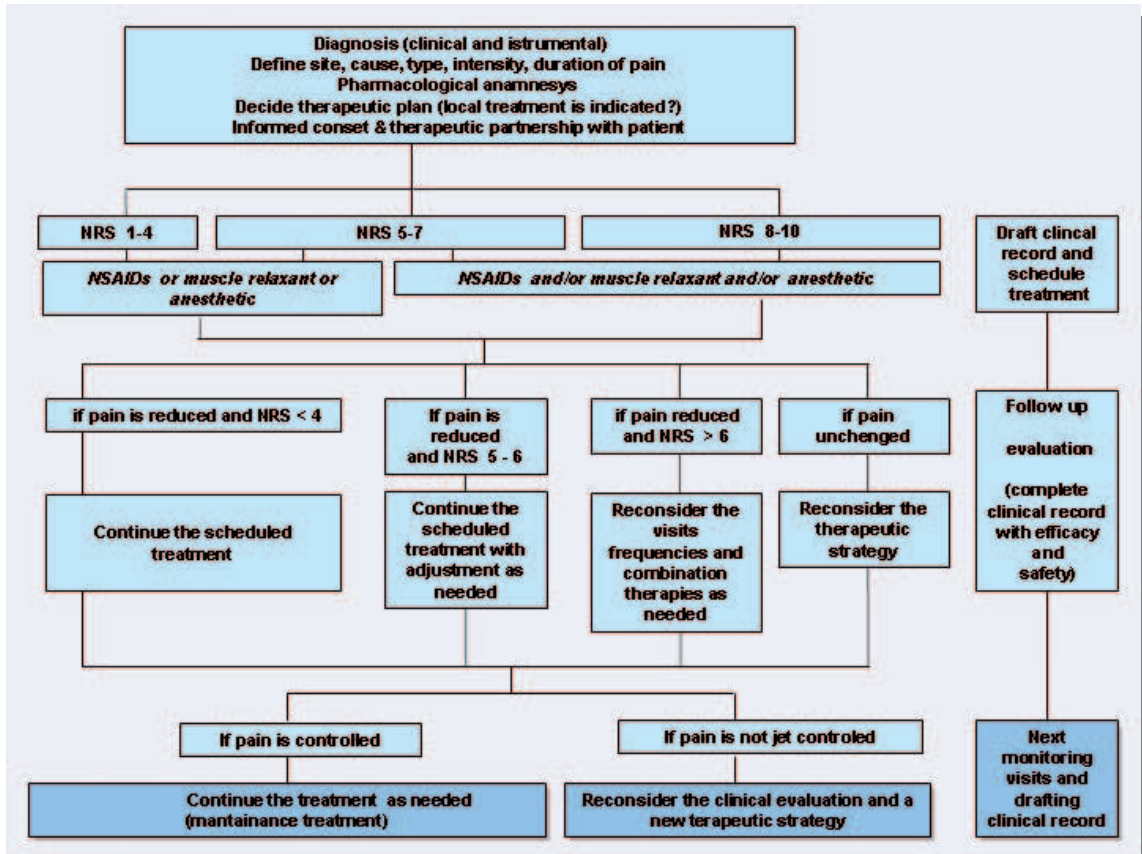 Diagnosis (clinical and istrumental)
Define site, cause, type, intensity, duration of pain
Pharmacological anamnesys
Decide therapeutic plan (local treatment is indicated?)
Informed conset & therapeutic partnership with patient
NRS 1-4
NRS 5-7
NRS 8-10
NSAIDs or muscle relaxant or
anesthetic
NSAIDs and/or muscle relaxant and/or anesthetic
if pain is reduced and NRS < 4
If pain is
reduced
and NRS 5 - 6
if pain reduced
and NRS > 6
if pain
unchenged
Continue the scheduled
treatment
Continue the
scheduled
treatment with
adjustment as
needed
Reconsider the
visits
frequencies and
combination
therapies as
needed
Reconsider the
therapeutic
strategy
If pain is controlled
If pain is not jet controled
Continue the treatment as needed
(mantainance treatment)
Reconsider the clinical evaluation and a
new terapeutic strategy
Draft clincal
record and
schedule
treatment
Follow up
evaluation
(complete
clinical record
with efficacy
and
safety)
Next
monitoring
visits and
drafting
clinical record